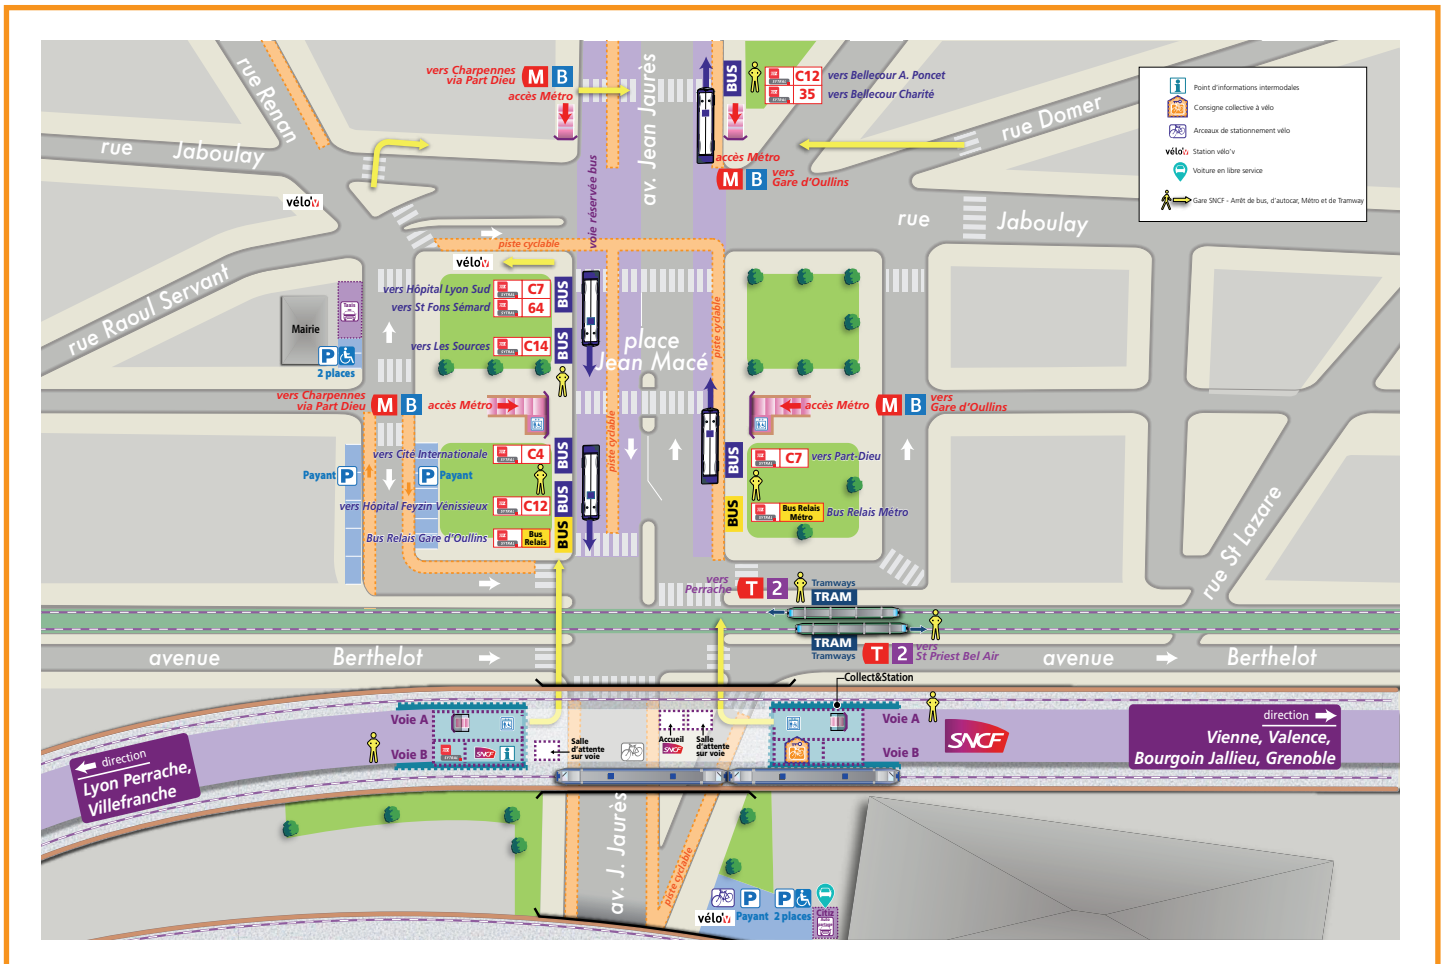 rue Renan
rue Jaboulay
vers Charpennes
via Part Dieu
M B
accès Métro
av. Jean Jaurès
voie réservée bus
BUS
C12 vers Bellecour A. Poncet
35 vers Bellecour Charité
accès Métro
M B vers
Gare d'Oullins
rue Domer
rue Jaboulay
i Point d'informations intermodales
Consigne collective à vélo
Arceaux de stationnement vélo
vélo'v Station vélo'v
Voiture en libre service
Gare SNCF - Arrêt de bus, d'autocar, Métro et de Tramway
vélo'v
piste cyclable
vélo'v
rue Raoul Servant
Mairie
Taxis
P
2 places
vers Hôpital Lyon Sud C7
vers St Fons Sémard 64
BUS
vers Les Sources C14
BUS
place
Jean Macé
piste cyclable
vers Charpennes
via Part Dieu
M B
accès Métro
accès Métro
M B vers
Gare d'Oullins
piste cyclable
Payant P
P Payant
vers Cité Internationale C4
BUS
vers Hôpital Feyzin Vénissieux C12
BUS
Bus Relais Gare d'Oullins
Bus
Relais
BUS
BUS
C7 vers Part-Dieu
BUS
Bus Relais
Métro
Bus Relais Métro
rue St Lazare
vers
Perrache
T 2
Tramways
TRAM
TRAM
Tramways
T 2 vers
St Priest Bel Air
avenue Berthelot
avenue Berthelot
Collect&Station
Voie A
Voie B
SNCF
i
Salle
d'attente
sur voie
Accueil
SNCF
Salle
d'attente
sur voie
Voie A
Voie B
SNCF
direction
Lyon Perrache,
Villefranche
direction
Vienne, Valence,
Bourgoin Jallieu, Grenoble
av. J. Jaurès
piste cyclable
vélo'v
P
Payant
P
2 places
Citiz